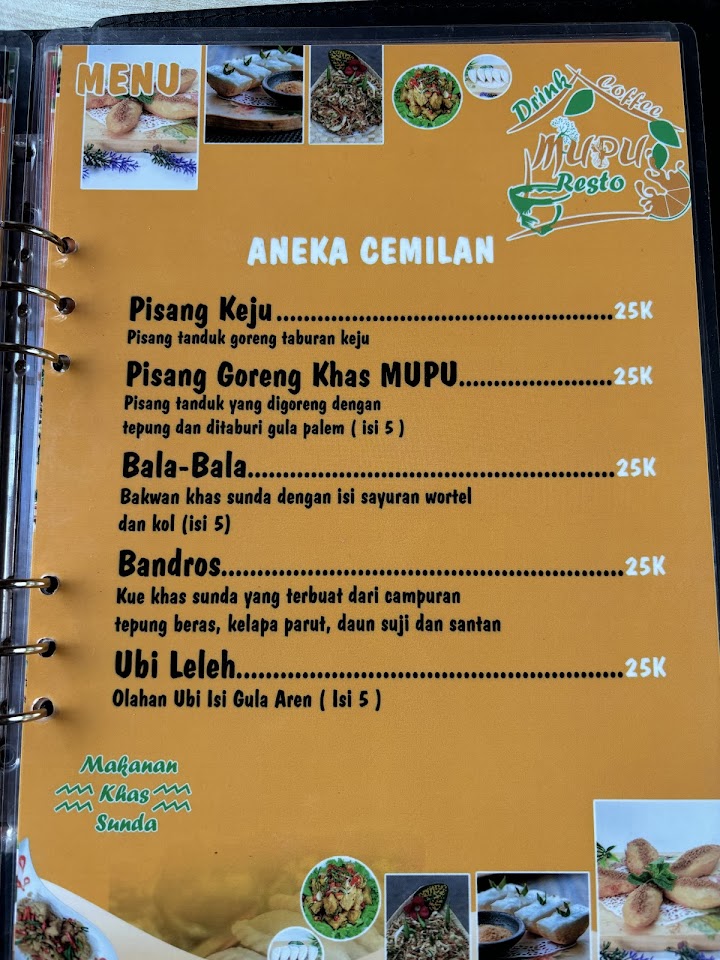 MENU
Drink Coffee
MUPU
Resto
ANEKA CEMILAN
Pisang Keju..................................................25K
Pisang tanduk goreng taburan keju
Pisang Goreng Khas MUPU.......................25K
Pisang tanduk yang digoreng dengan
tepung dan ditaburi gula palem ( isi 5 )
Bala-Bala......................................................25K
Bakwan khas sunda dengan isi sayuran wortel
dan kol (isi 5)
Bandros...........................................................25K
Kue khas sunda yang terbuat dari campuran
tepung beras, kelapa parut, daun suji dan santan
Ubi Leleh.........................................................25K
Olahan Ubi Isi Gula Aren ( Isi 5 )
Makanan
Khas
Sunda